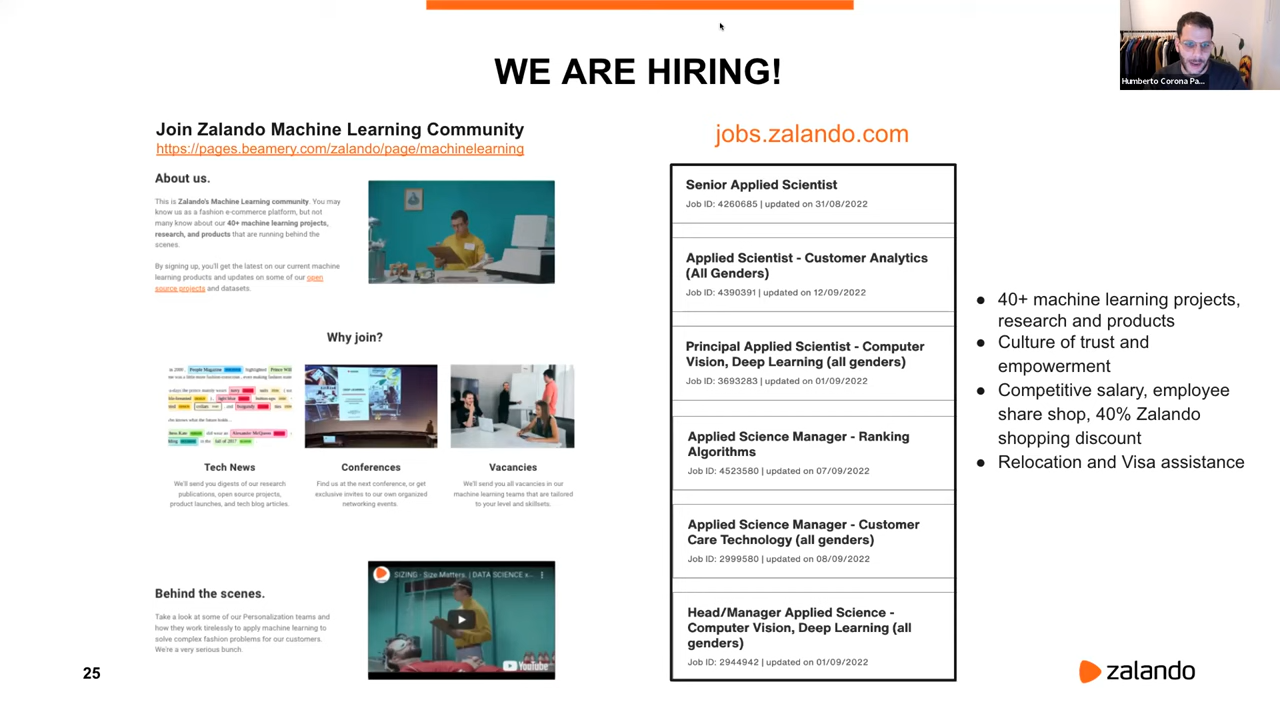 WE ARE HIRING!
Humberto Corona Pa...
Join Zalando Machine Learning Community
https://pages.beamery.com/zalando/page/machinelearning
About us.
This is Zalando's Machine Learning community. You may
know us as a fashion e-commerce platform, but not
many know about our 40+ machine learning projects,
research, and products that are running behind the
scenes.
By signing up, you'll get the latest on our current machine
learning products and updates on some of our open
source projects and datasets.
Why join?
Tech News
We'll send you digests of our research
publications, open source projects,
product launches, and tech blog articles.
Conferences
Find us at the next conference, or get
exclusive invites to our own organized
networking events.
Vacancies
We'll send you all vacancies in our
machine learning teams that are tailored
to your level and skillsets.
Behind the scenes.
Take a look at some of our Personalization teams and
how they work tirelessly to apply machine learning to
solve complex fashion problems for our customers.
We're a very serious bunch.
SIZING - Size Matters. | DATA SCIENCE x...
YouTube
jobs.zalando.com
Senior Applied Scientist
Job ID: 4260685 | updated on 31/08/2022
Applied Scientist - Customer Analytics
(All Genders)
Job ID: 4390391 | updated on 12/09/2022
Principal Applied Scientist - Computer
Vision, Deep Learning (all genders)
Job ID: 3693283 | updated on 01/09/2022
Applied Science Manager - Ranking
Algorithms
Job ID: 4523580 | updated on 07/09/2022
Applied Science Manager - Customer
Care Technology (all genders)
Job ID: 2999580 | updated on 08/09/2022
Head/Manager Applied Science -
Computer Vision, Deep Learning (all
genders)
Job ID: 2944942 | updated on 01/09/2022
● 40+ machine learning projects,
research and products
● Culture of trust and
empowerment
● Competitive salary, employee
share shop, 40% Zalando
shopping discount
● Relocation and Visa assistance
25
zalando